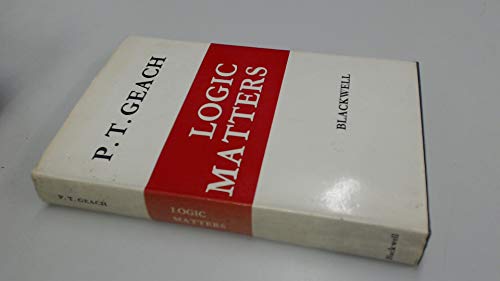 P. T. GEACH
LOGIC
MATTERS
BLACKWELL
P. T. GEACH
LOGIC
MATTERS
Blackwell